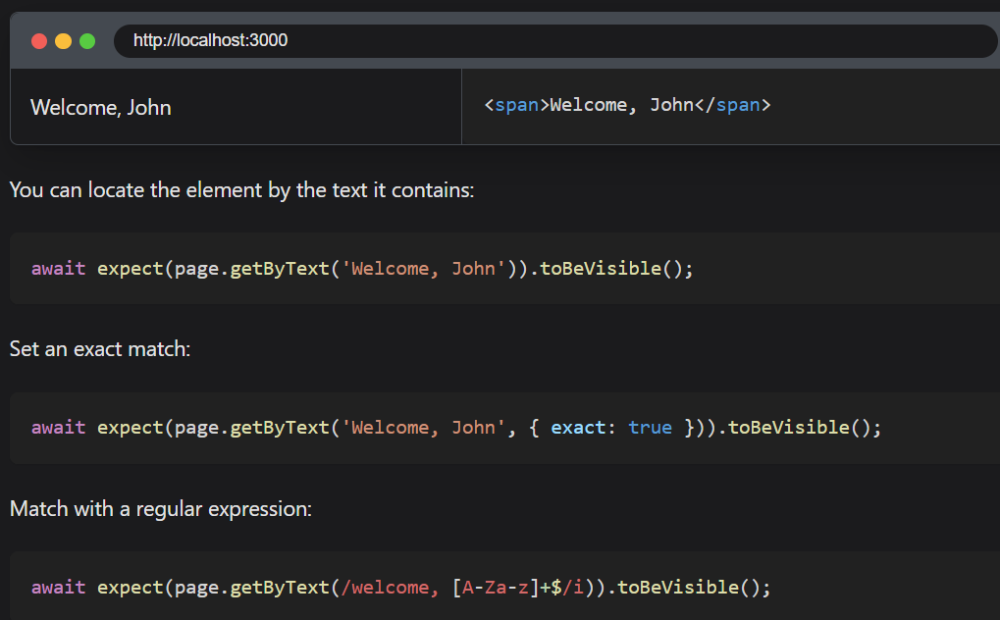 http://localhost:3000
Welcome, John
<span>Welcome, John</span>
You can locate the element by the text it contains:
await expect(page.getByText('Welcome, John')).toBeVisible();
Set an exact match:
await expect(page.getByText('Welcome, John', { exact: true })).toBeVisible();
Match with a regular expression:
await expect(page.getByText(/welcome, [A-Za-z]+$/i)).toBeVisible();